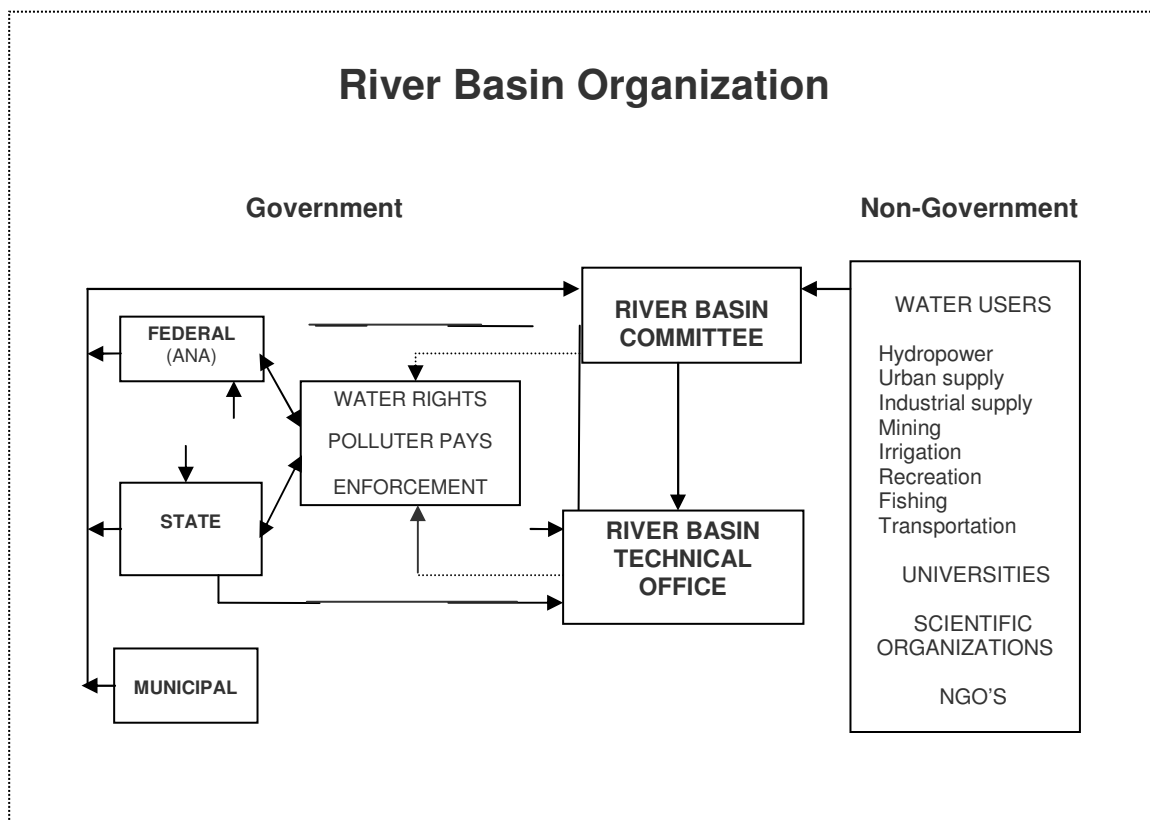 River Basin Organization
Government
Non-Government
FEDERAL
(ANA)
STATE
MUNICIPAL
WATER RIGHTS
POLLUTER PAYS
ENFORCEMENT
RIVER BASIN
COMMITTEE
RIVER BASIN
TECHNICAL
OFFICE
WATER USERS
Hydropower
Urban supply
Industrial supply
Mining
Irrigation
Recreation
Fishing
Transportation
UNIVERSITIES
SCIENTIFIC
ORGANIZATIONS
NGO'S